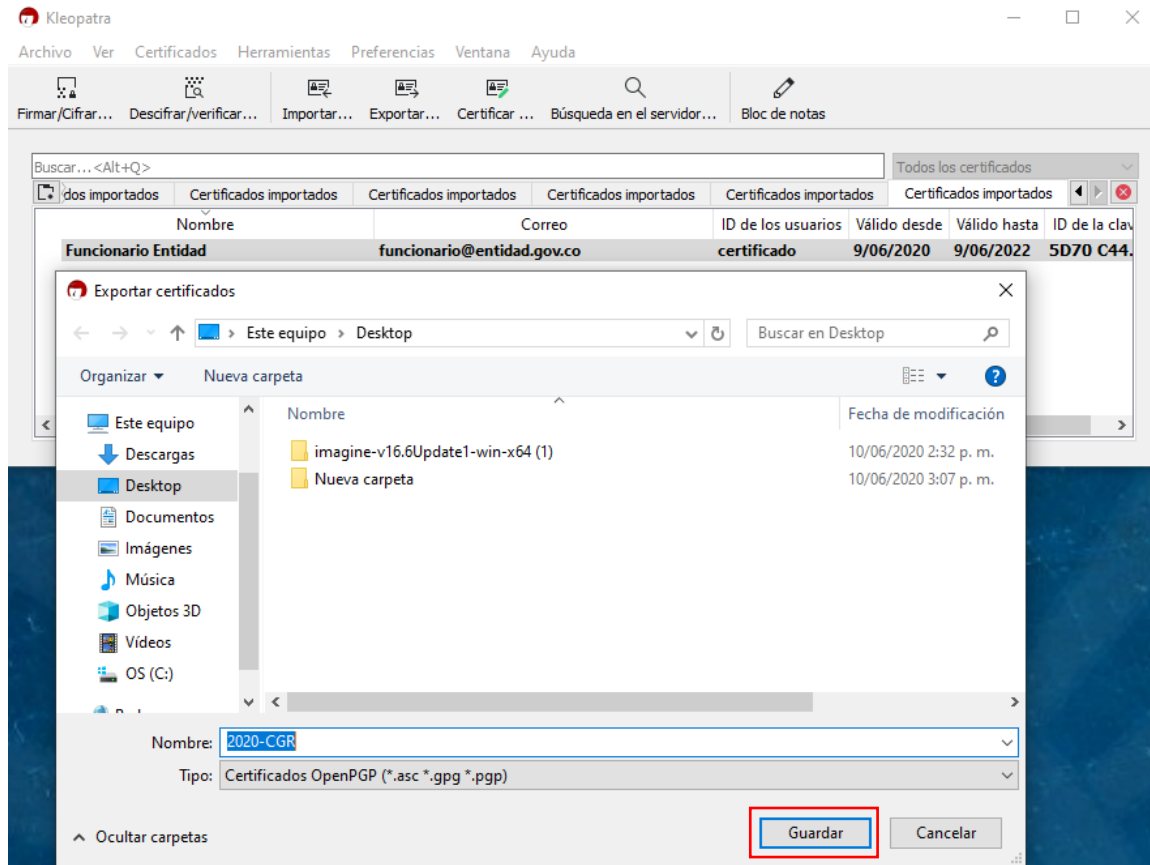 Kleopatra
Archivo Ver Certificados Herramientas Preferencias Ventana Ayuda
Firmar/Cifrar... Descifrar/verificar... Importar... Exportar... Certificar ... Búsqueda en el servidor... Bloc de notas
Buscar...<Alt+Q> Todos los certificados
dos importados Certificados importados Certificados importados Certificados importados Certificados importados Certificados importados
Nombre Correo ID de los usuarios Válido desde Válido hasta ID de la clav
Funcionario Entidad funcionario@entidad.gov.co certificado 9/06/2020 9/06/2022 5D70 C44.
Exportar certificados
Este equipo > Desktop Buscar en Desktop
Organizar Nueva carpeta
Este equipo Nombre Fecha de modificación
Descargas imagine-v16.6Update1-win-x64 (1) 10/06/2020 2:32 p. m.
Desktop Nueva carpeta 10/06/2020 3:07 p. m.
Documentos
Imágenes
Música
Objetos 3D
Vídeos
OS (C:)
Nombre: 2020-CGR
Tipo: Certificados OpenPGP (*.asc *.gpg *.pgp)
Ocultar carpetas Guardar Cancelar